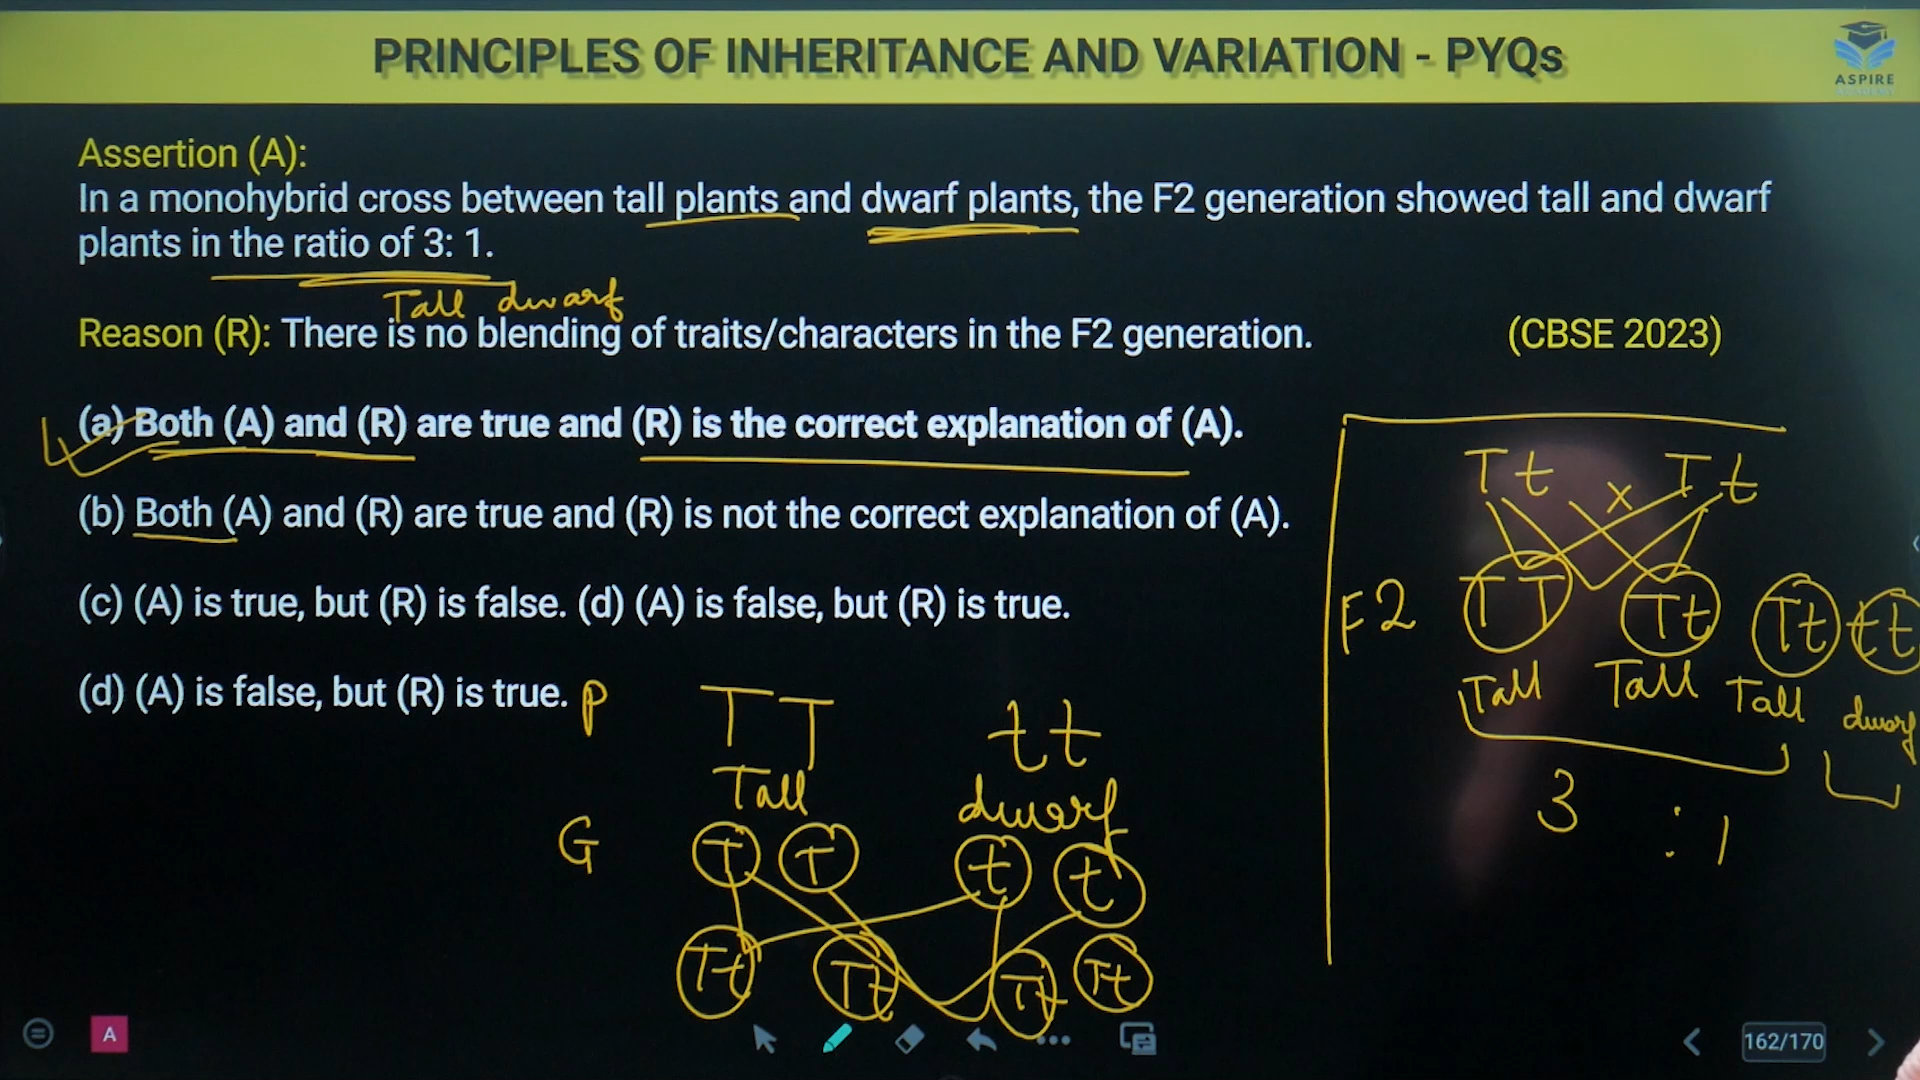 PRINCIPLES OF INHERITANCE AND VARIATION - PYQs
ASPIRE
ACADEMY
Assertion (A):
In a monohybrid cross between tall plants and dwarf plants, the F2 generation showed tall and dwarf
plants in the ratio of 3: 1.
Tall dwarf
Reason (R): There is no blending of traits/characters in the F2 generation. (CBSE 2023)
(a) Both (A) and (R) are true and (R) is the correct explanation of (A).
(b) Both (A) and (R) are true and (R) is not the correct explanation of (A).
(c) (A) is true, but (R) is false. (d) (A) is false, but (R) is true.
(d) (A) is false, but (R) is true.
P TT tt
Tall dwarf
G T T t t
Tt Tt Tt Tt
Tt x Tt
F2 TT Tt Tt tt
Tall Tall Tall dwarf
3 : 1
A
162/170